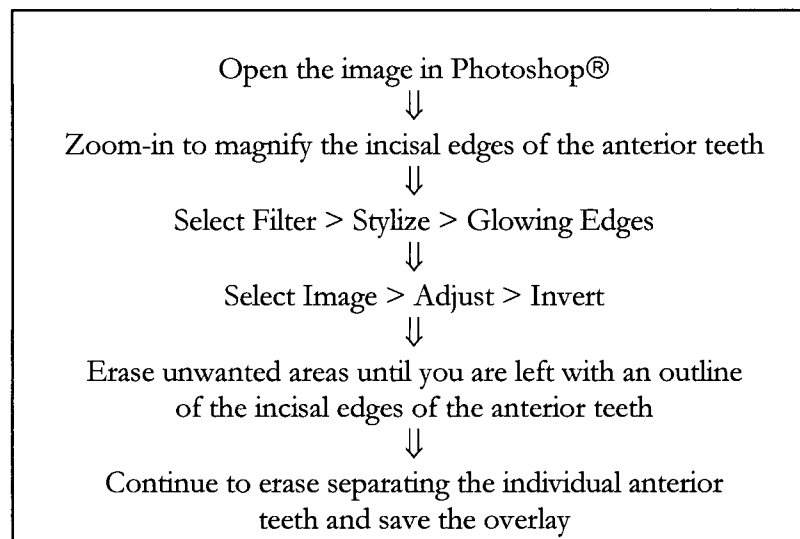 Open the image in Photoshop®
⇓
Zoom-in to magnify the incisal edges of the anterior teeth
⇓
Select Filter > Stylize > Glowing Edges
⇓
Select Image > Adjust > Invert
⇓
Erase unwanted areas until you are left with an outline
of the incisal edges of the anterior teeth
⇓
Continue to erase separating the individual anterior
teeth and save the overlay